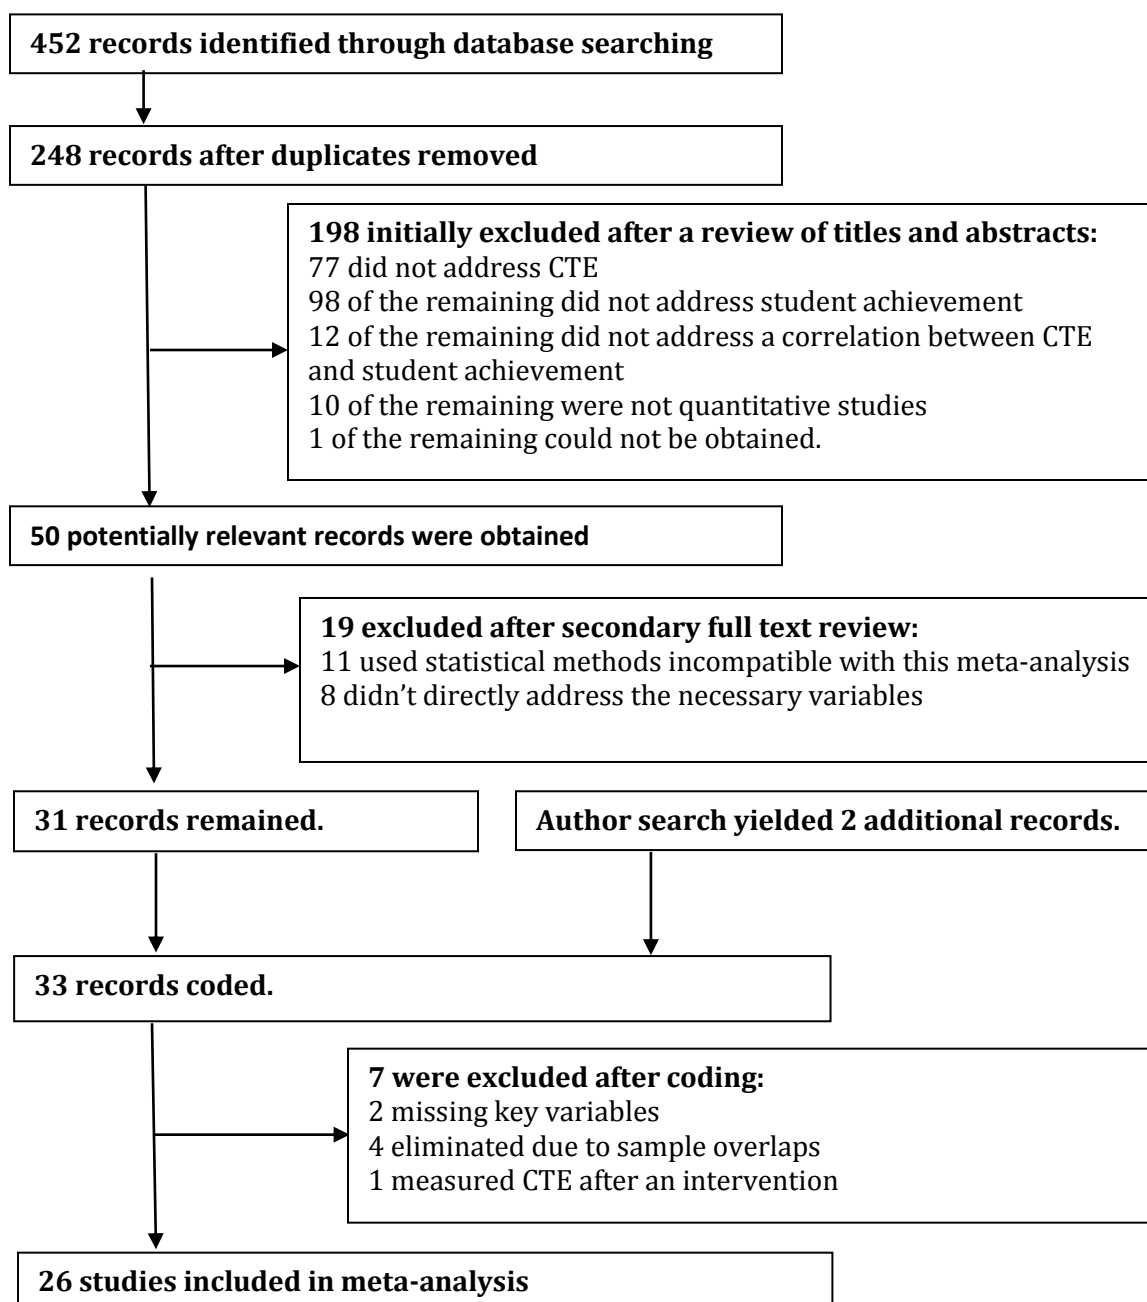 452 records identified through database searching
248 records after duplicates removed
198 initially excluded after a review of titles and abstracts:
77 did not address CTE
98 of the remaining did not address student achievement
12 of the remaining did not address a correlation between CTE
and student achievement
10 of the remaining were not quantitative studies
1 of the remaining could not be obtained.
50 potentially relevant records were obtained
19 excluded after secondary full text review:
11 used statistical methods incompatible with this meta-analysis
8 didn’t directly address the necessary variables
31 records remained.
Author search yielded 2 additional records.
33 records coded.
7 were excluded after coding:
2 missing key variables
4 eliminated due to sample overlaps
1 measured CTE after an intervention
26 studies included in meta-analysis